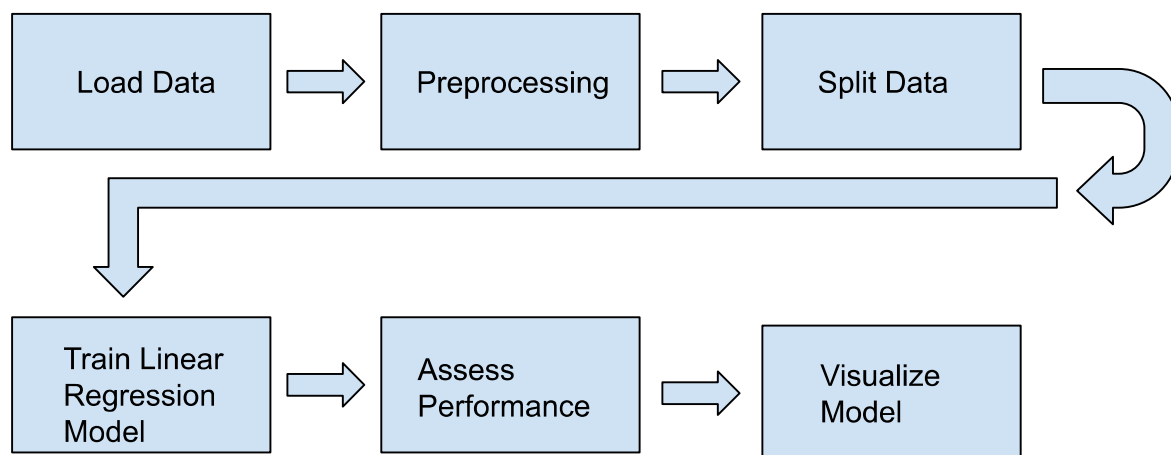 Load Data
Preprocessing
Split Data
Train Linear
Regression
Model
Assess
Performance
Visualize
Model